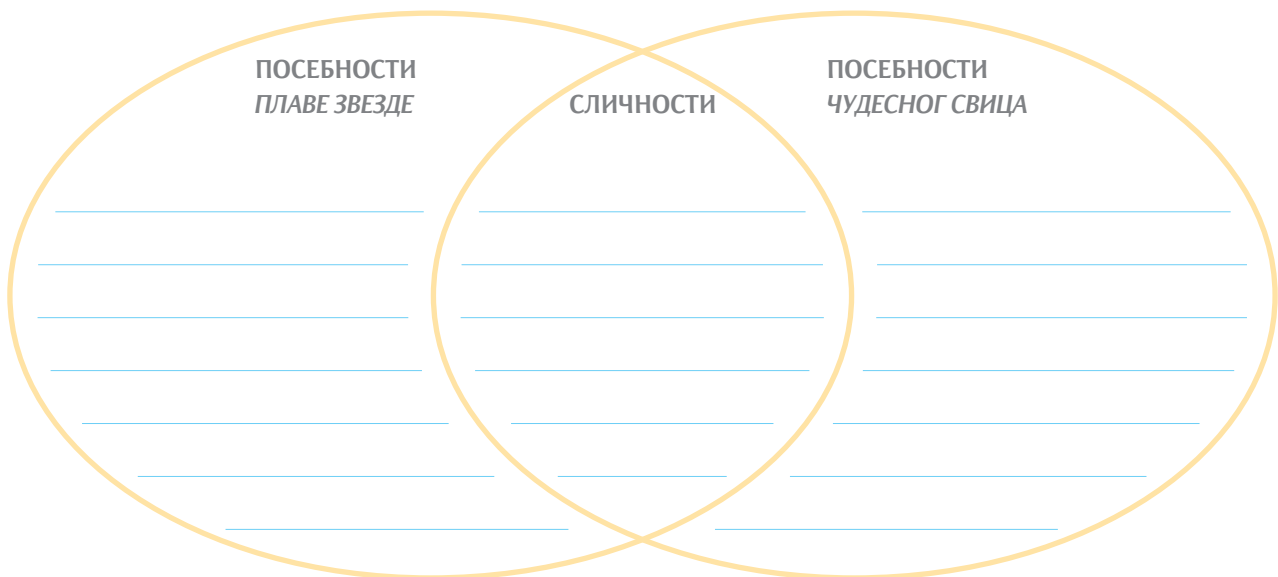 ПОСЕБНОСТИ
ПЛАВЕ ЗВЕЗДЕ
СЛИЧНОСТИ
ПОСЕБНОСТИ
ЧУДЕСНОГ СВИЦА